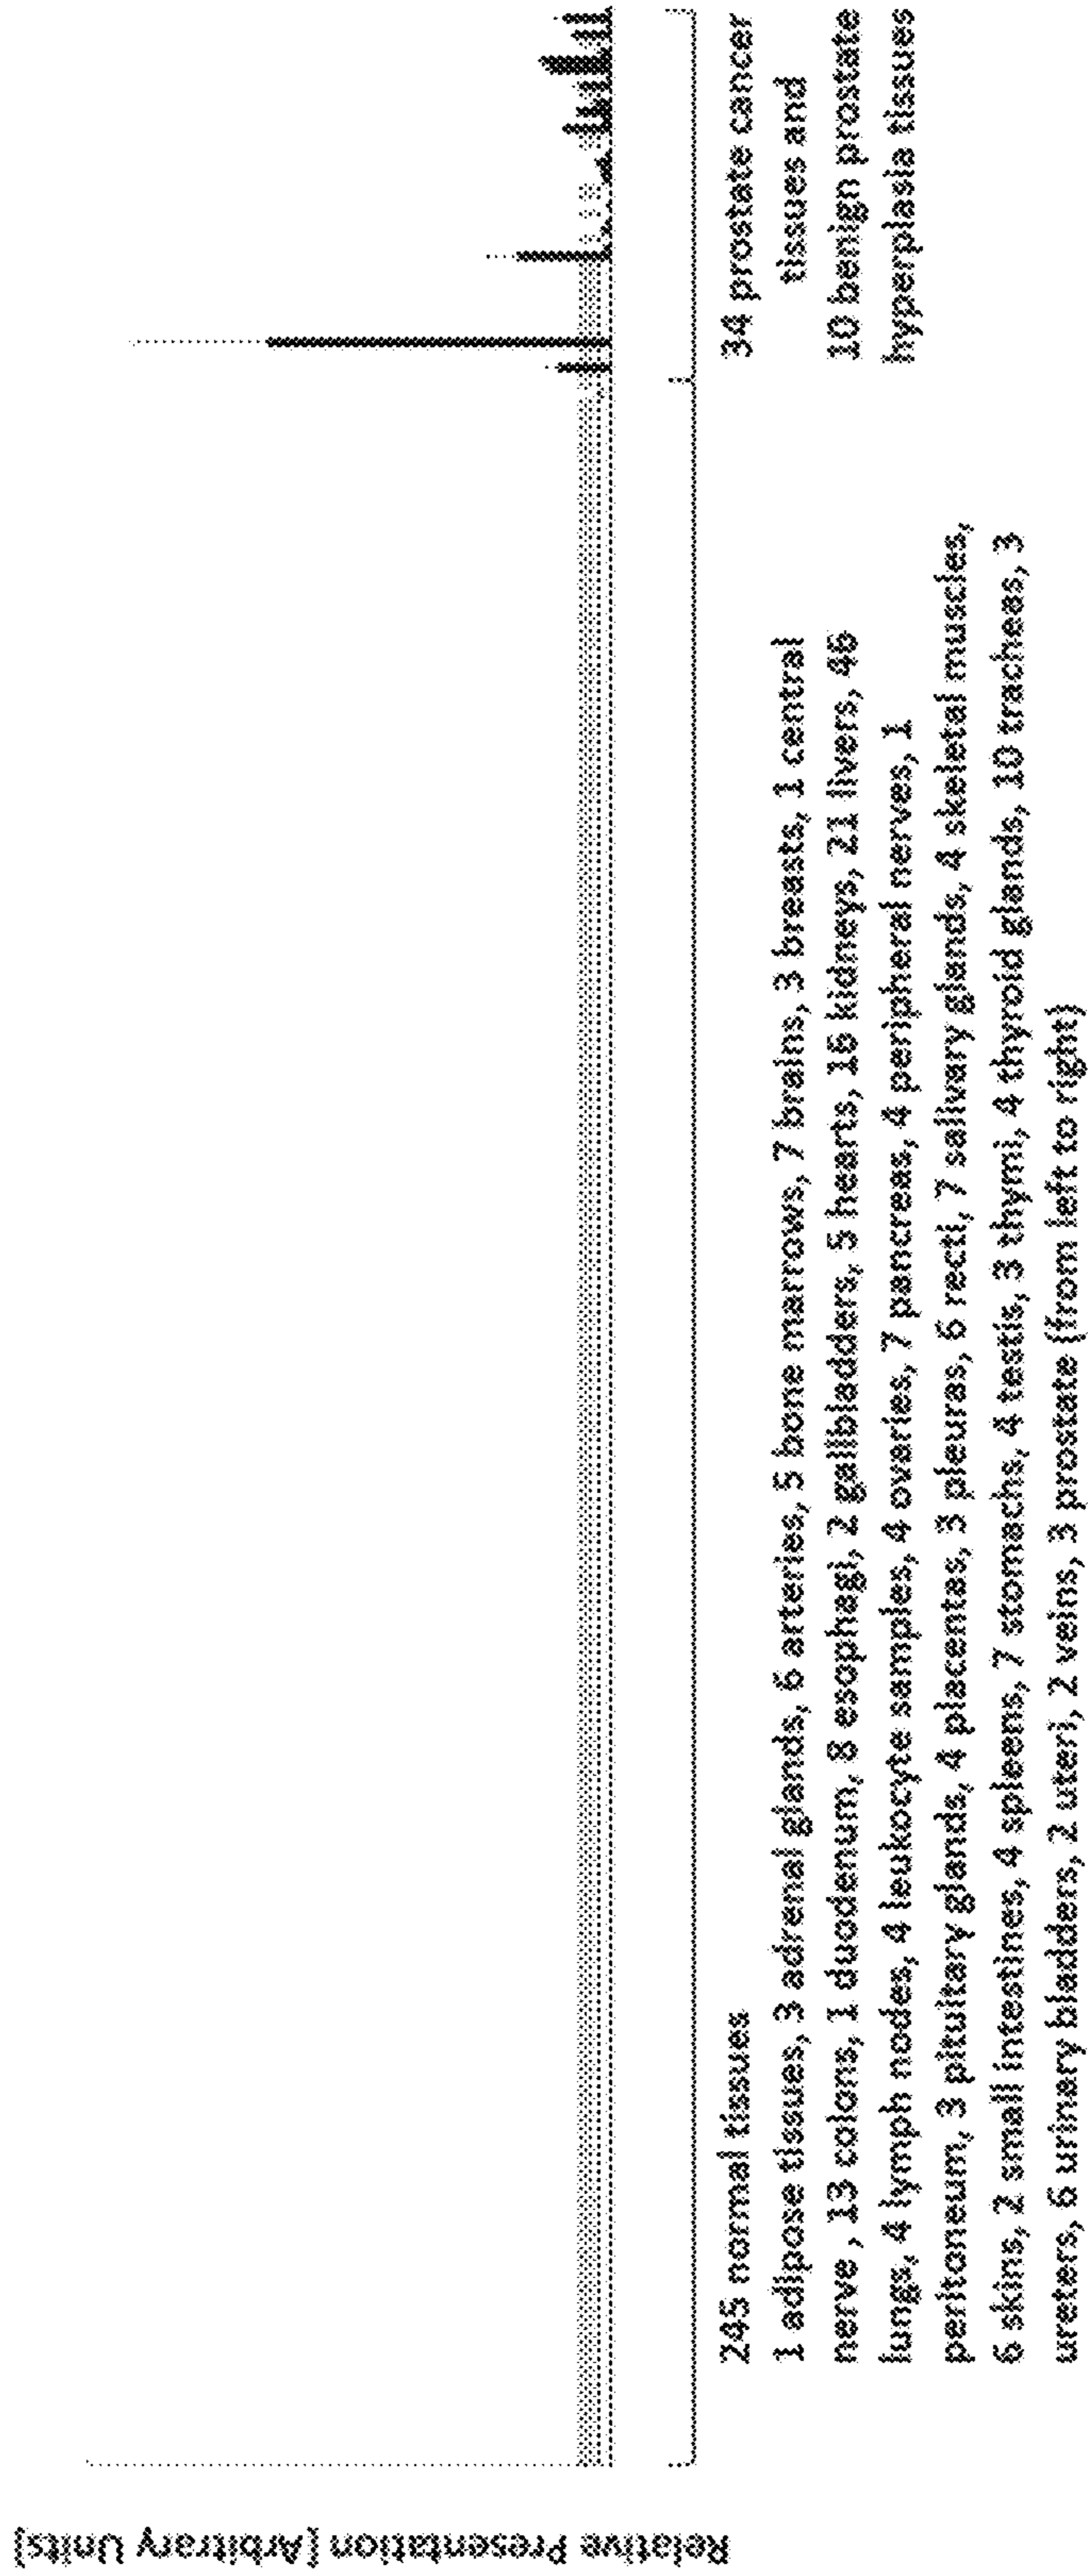 Relative Presentation [Arbitrary Units]
245 normal tissues
1 adipose tissues, 3 adrenal glands, 6 arteries, 5 bone marrows, 7 brains, 3 breasts, 1 central
nerve , 13 colons, 1 duodenum, 8 esophagi, 2 gallbladders, 5 hearts, 16 kidneys, 21 livers, 46
lungs, 4 lymph nodes, 4 leukocyte samples, 4 ovaries, 7 pancreas, 4 peripheral nerves, 1
peritoneum, 3 pituitary glands, 4 placentas, 3 pleuras, 6 recti, 7 salivary glands, 4 skeletal muscles,
6 skins, 2 small intestines, 4 spleens, 7 stomachs, 4 testis, 3 thymi, 4 thyroid glands, 10 tracheas, 3
ureters, 6 urinary bladders, 2 uteri, 2 veins, 3 prostate (from left to right)
34 prostate cancer
tissues and
10 benign prostate
hyperplasia tissues